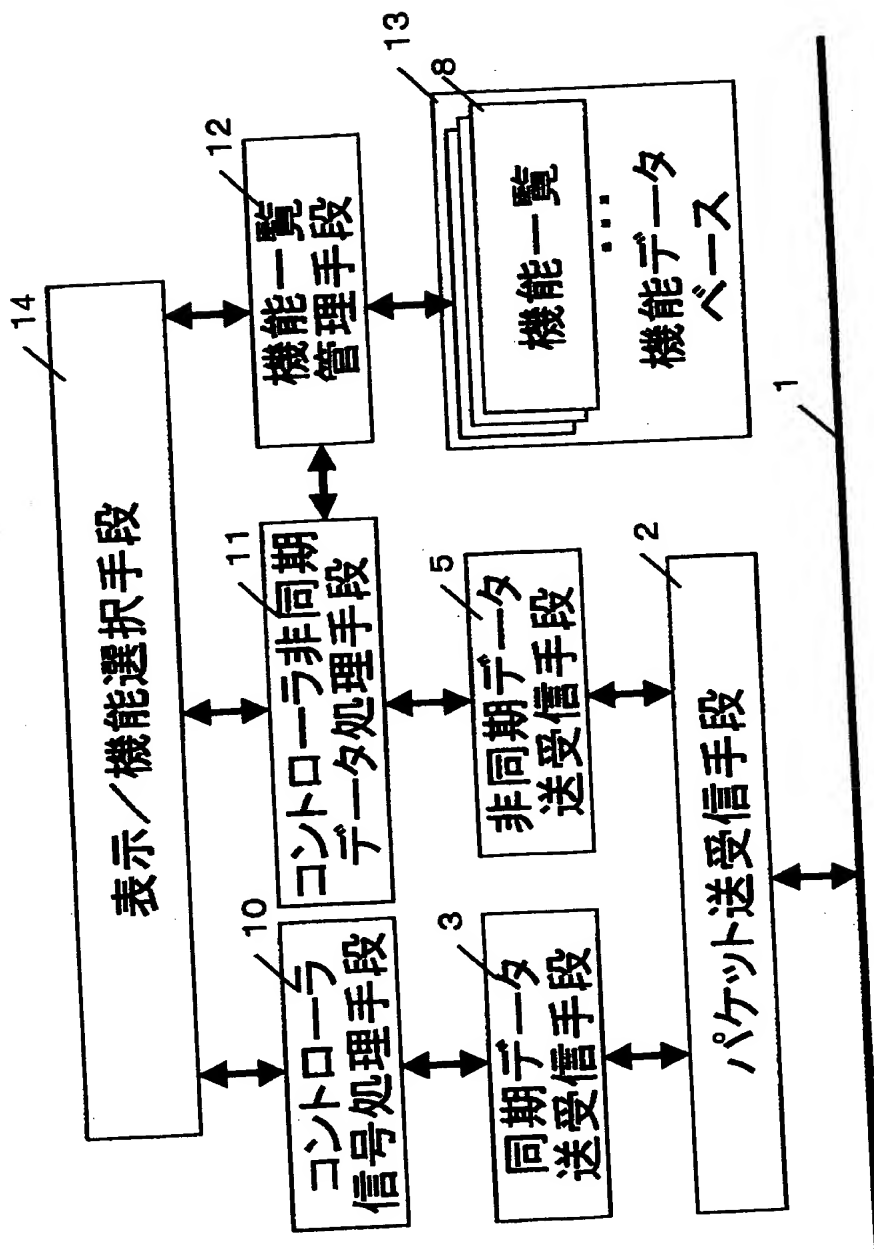 14
表示／機能選択手段
10
コントローラ
信号処理手段
11
コントローラ非同期
データ処理手段
12
機能一覧
管理手段
3
同期データ
送受信手段
5
非同期データ
送受信手段
13
8
機能一覧
…
機能データ
ベース
2
パケット送受信手段
1